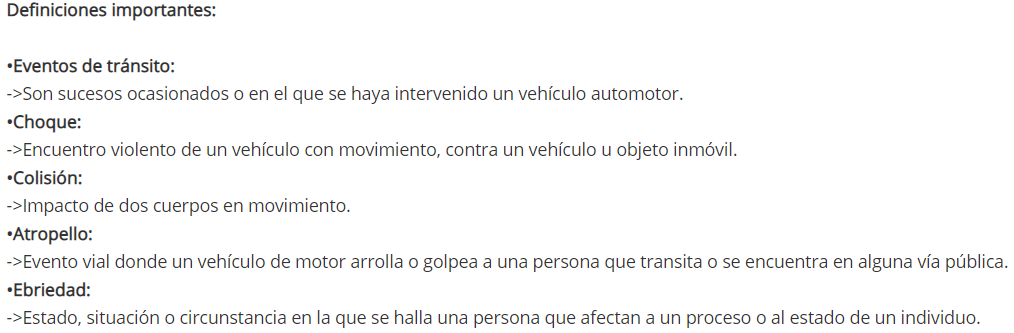 Definiciones importantes:
•Eventos de tránsito:
->Son sucesos ocasionados o en el que se haya intervenido un vehículo automotor.
•Choque:
->Encuentro violento de un vehículo con movimiento, contra un vehículo u objeto inmóvil.
•Colisión:
->Impacto de dos cuerpos en movimiento.
•Atropello:
->Evento vial donde un vehículo de motor arrolla o golpea a una persona que transita o se encuentra en alguna vía pública.
•Ebriedad:
->Estado, situación o circunstancia en la que se halla una persona que afectan a un proceso o al estado de un individuo.